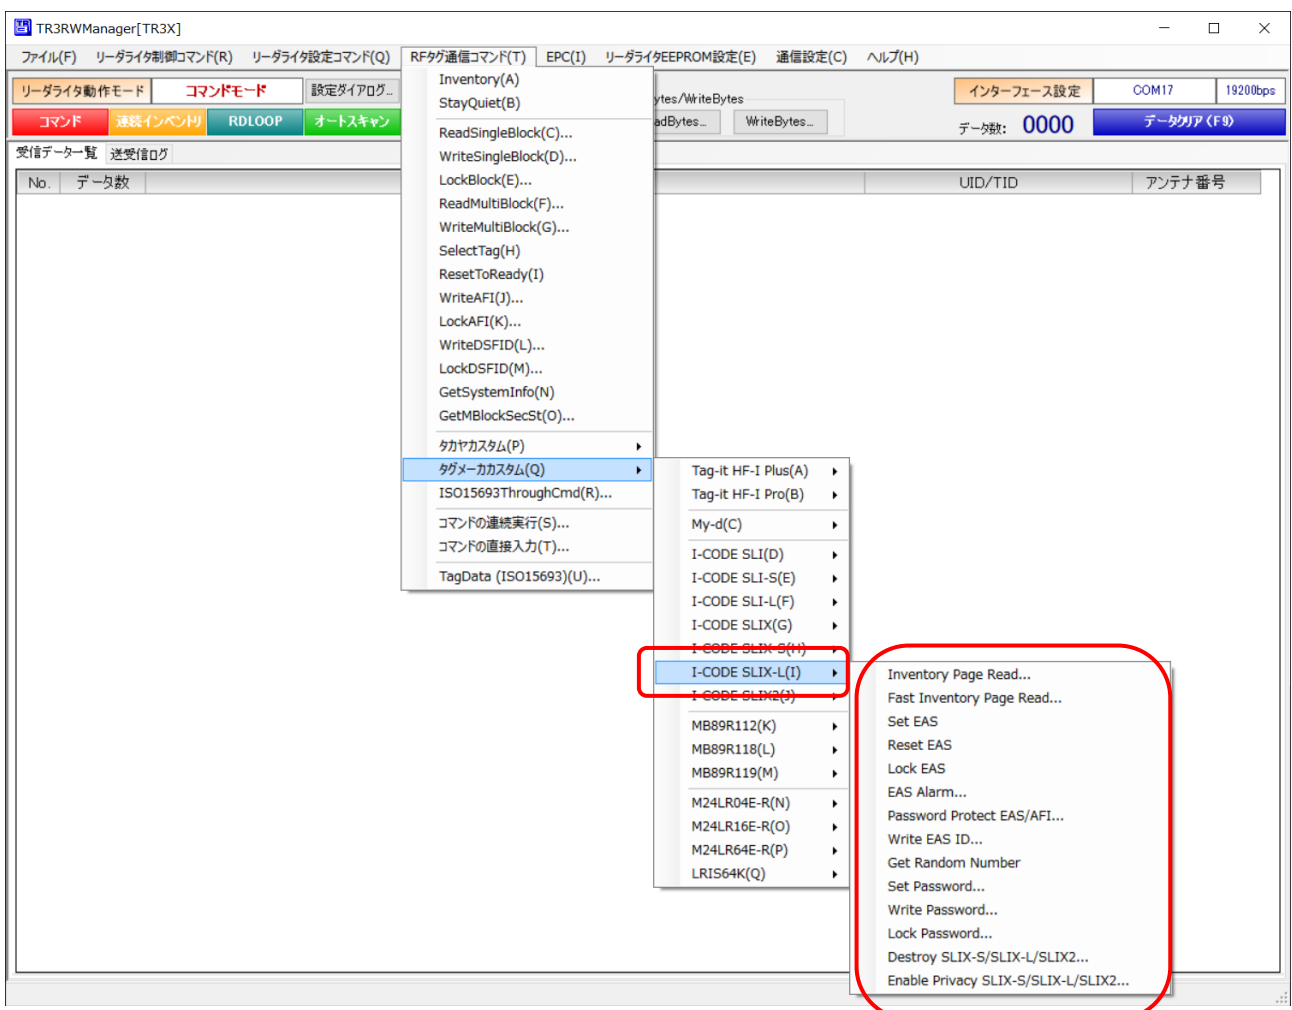 TR3RWManager[TR3X]
ファイル(F) リーダライタ制御コマンド(R) リーダライタ設定コマンド(Q) RFタグ通信コマンド(T) EPC(I) リーダライタEEPROM設定(E) 通信設定(C) ヘルプ(H)
リーダライタ動作モード コマンドモード 設定ダイアログ...
コマンド 連続インベントリ RDLOOP オートスキャン
ytes/WriteBytes
adBytes... WriteBytes...
インターフェース設定 COM17 19200bps
データ数: 0000 データクリア (F9)
受信データ一覧 送受信ログ
No. データ数 UID/TID アンテナ番号
Inventory(A)
StayQuiet(B)
ReadSingleBlock(C)...
WriteSingleBlock(D)...
LockBlock(E)...
ReadMultiBlock(F)...
WriteMultiBlock(G)...
SelectTag(H)
ResetToReady(I)
WriteAFI(J)...
LockAFI(K)...
WriteDSFID(L)...
LockDSFID(M)...
GetSystemInfo(N)
GetMBlockSecSt(O)...
タカヤカスタム(P)
タグメーカカスタム(Q)
ISO15693ThroughCmd(R)...
コマンドの連続実行(S)...
コマンドの直接入力(T)...
TagData (ISO15693)(U)...
Tag-it HF-I Plus(A)
Tag-it HF-I Pro(B)
My-d(C)
I-CODE SLI(D)
I-CODE SLI-S(E)
I-CODE SLI-L(F)
I-CODE SLIX(G)
I-CODE SLIX-S(H)
I-CODE SLIX-L(I)
I-CODE SLIX2(J)
MB89R112(K)
MB89R118(L)
MB89R119(M)
M24LR04E-R(N)
M24LR16E-R(O)
M24LR64E-R(P)
LRIS64K(Q)
Inventory Page Read...
Fast Inventory Page Read...
Set EAS
Reset EAS
Lock EAS
EAS Alarm...
Password Protect EAS/AFI...
Write EAS ID...
Get Random Number
Set Password...
Write Password...
Lock Password...
Destroy SLIX-S/SLIX-L/SLIX2...
Enable Privacy SLIX-S/SLIX-L/SLIX2...